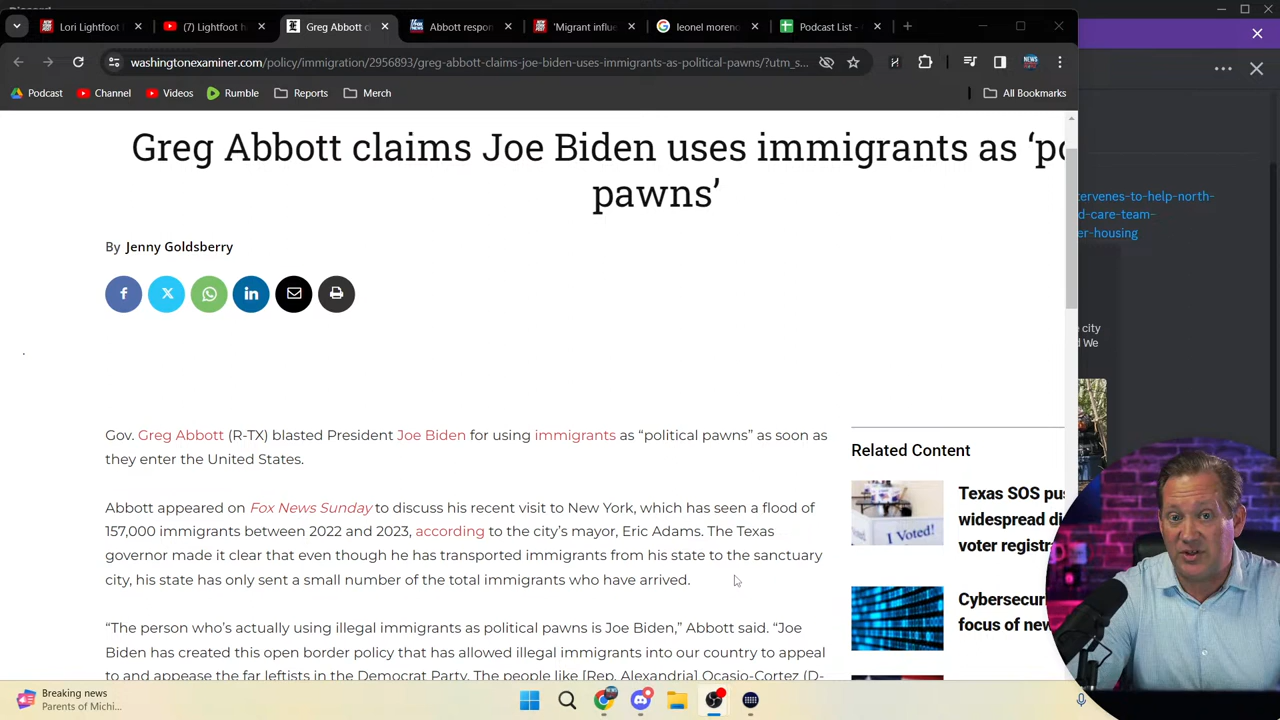 Lori Lightfoot
(7) Lightfoot h
Greg Abbott c
Abbott respon
'Migrant influe
leonel moreno
Podcast List -
washingtonexaminer.com/policy/immigration/2956893/greg-abbott-claims-joe-biden-uses-immigrants-as-political-pawns/?utm_s...
Podcast
Channel
Videos
Rumble
Reports
Merch
All Bookmarks
Greg Abbott claims Joe Biden uses immigrants as ‘po
pawns’
By Jenny Goldsberry
Gov. Greg Abbott (R-TX) blasted President Joe Biden for using immigrants as “political pawns” as soon as
they enter the United States.
Abbott appeared on Fox News Sunday to discuss his recent visit to New York, which has seen a flood of
157,000 immigrants between 2022 and 2023, according to the city’s mayor, Eric Adams. The Texas
governor made it clear that even though he has transported immigrants from his state to the sanctuary
city, his state has only sent a small number of the total immigrants who have arrived.
“The person who’s actually using illegal immigrants as political pawns is Joe Biden,” Abbott said. “Joe
Biden has created this open border policy that has allowed illegal immigrants into our country to appeal
to and appease the far leftists in the Democrat Party. The people like [Rep. Alexandria] Ocasio-Cortez (D-
Related Content
Texas SOS pus
widespread di
voter registr
I Voted!
Cybersecuri
focus of new
tervenes-to-help-north-
d-care-team-
er-housing
e city
d We
Breaking news
Parents of Michi...